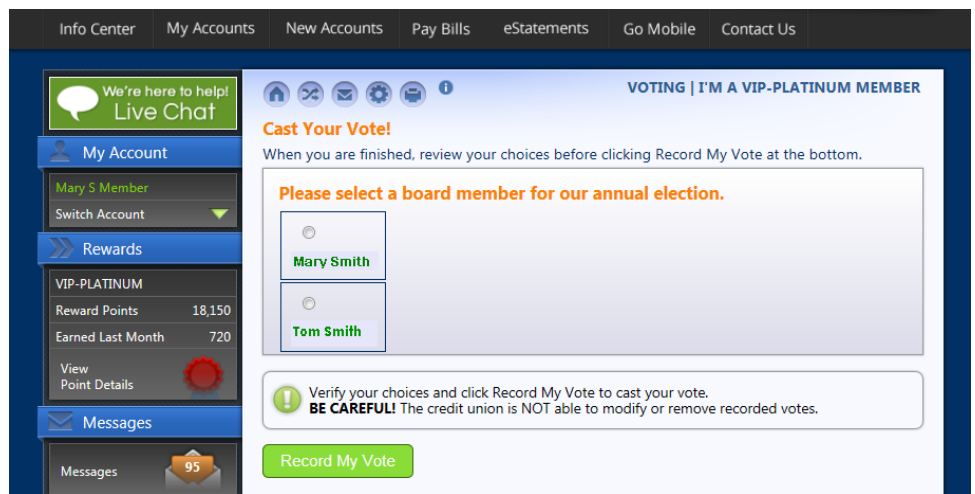 Info Center My Accounts New Accounts Pay Bills eStatements Go Mobile Contact Us
We're here to help!
Live Chat
My Account
Mary S Member
Switch Account
Rewards
VIP-PLATINUM
Reward Points 18,150
Earned Last Month 720
View
Point Details
Messages
Messages 95
i
VOTING | I'M A VIP-PLATINUM MEMBER
Cast Your Vote!
When you are finished, review your choices before clicking Record My Vote at the bottom.
Please select a board member for our annual election.
Mary Smith
Tom Smith
Verify your choices and click Record My Vote to cast your vote.
BE CAREFUL! The credit union is NOT able to modify or remove recorded votes.
Record My Vote